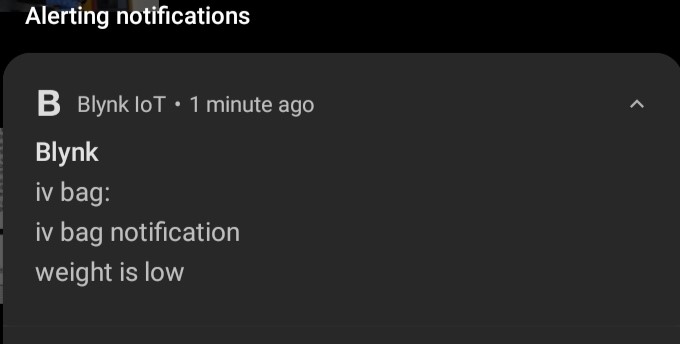 Alerting notifications
B Blynk IoT • 1 minute ago
Blynk
iv bag:
iv bag notification
weight is low